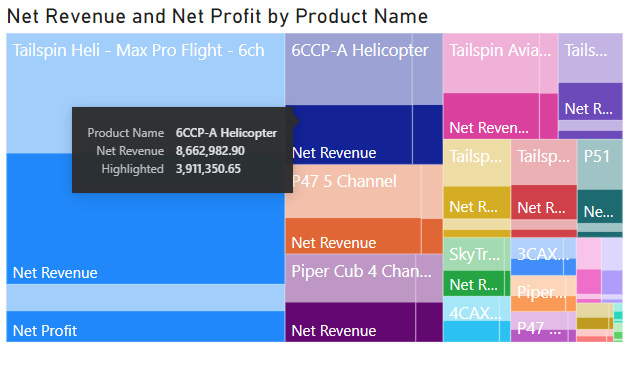 Net Revenue and Net Profit by Product Name
Tailspin Heli - Max Pro Flight - 6ch
6CCP-A Helicopter
Tailspin Avia...
Tails...
Net R...
Product Name 6CCP-A Helicopter
Net Revenue 8,662,982.90
Highlighted 3,911,350.65
Net Reven...
Net Revenue
Tailsp...
Tailsp...
P51
P47 5 Channel
Net R...
Net R...
Ne...
Net Revenue
SkyTr...
3CAX...
Piper Cub 4 Chan...
Net Revenue
Net R...
Piper...
4CAX...
Net Profit
Net Revenue
P47 ...